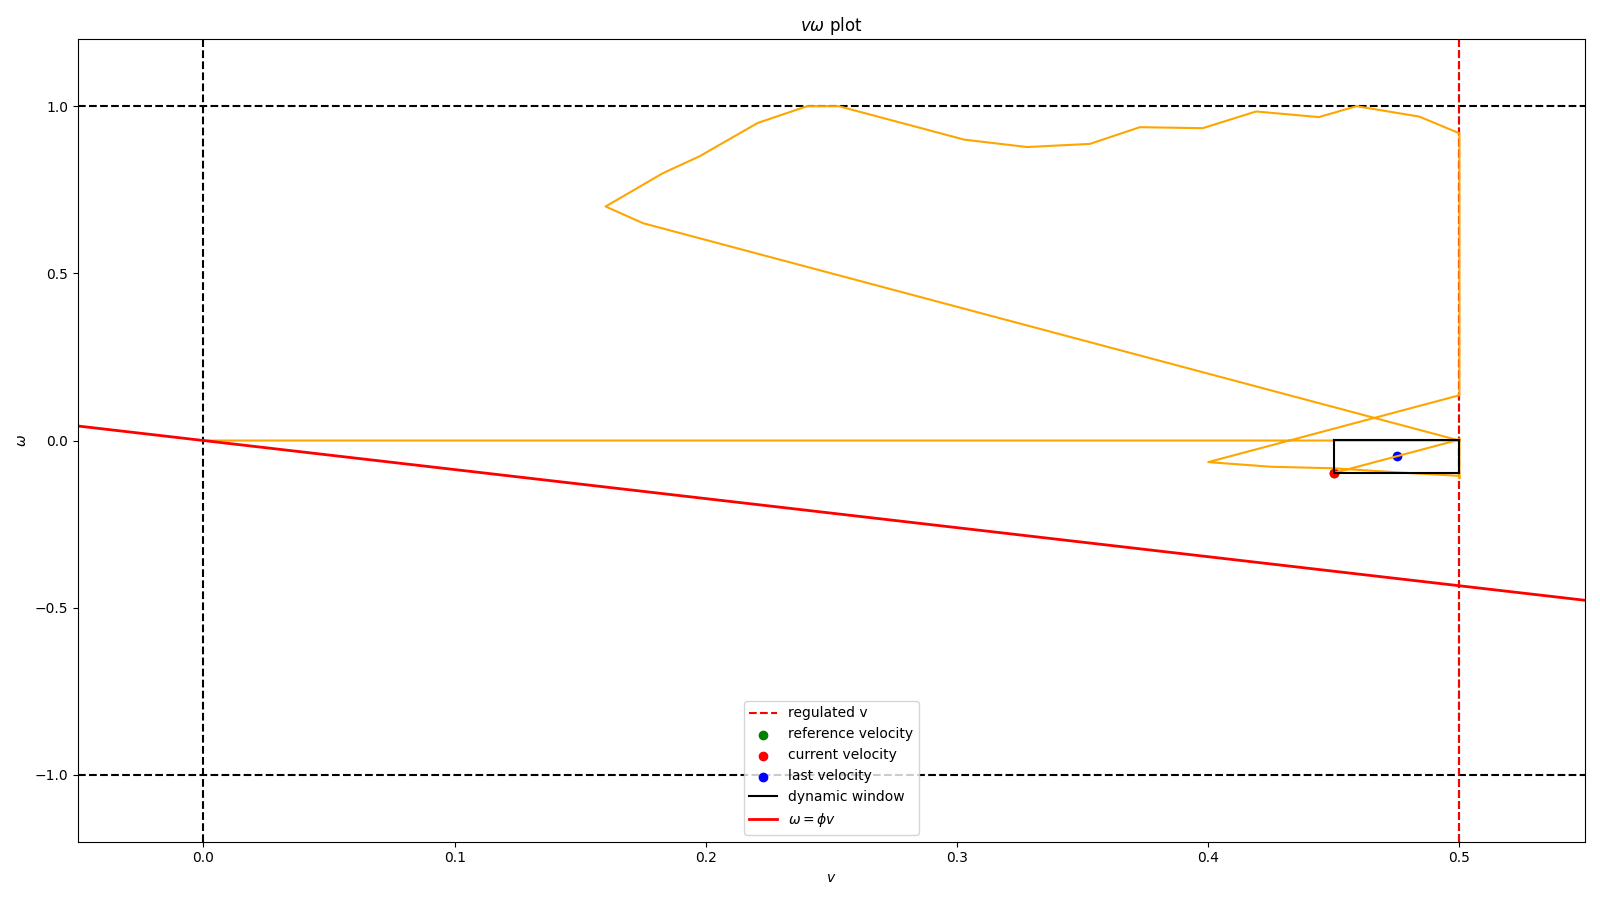 vω plot
1.0
0.5
0.0
−0.5
−1.0
ω
0.0 0.1 0.2 0.3 0.4 0.5
v
regulated v
reference velocity
current velocity
last velocity
dynamic window
ω = ϕv